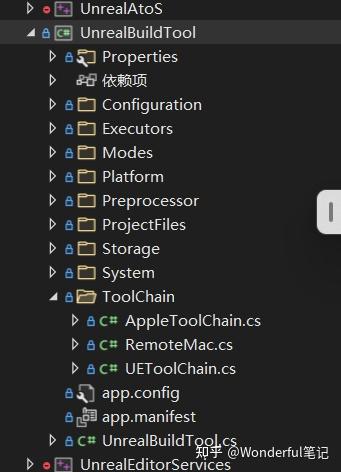 UnrealAtoS
UnrealBuildTool
Properties
依赖项
Configuration
Executors
Modes
Platform
Preprocessor
ProjectFiles
Storage
System
ToolChain
AppleToolChain.cs
RemoteMac.cs
UEToolChain.cs
app.config
app.manifest
UnrealBuildTool.cs
知乎 @Wonderful笔记
UnrealEditorServices